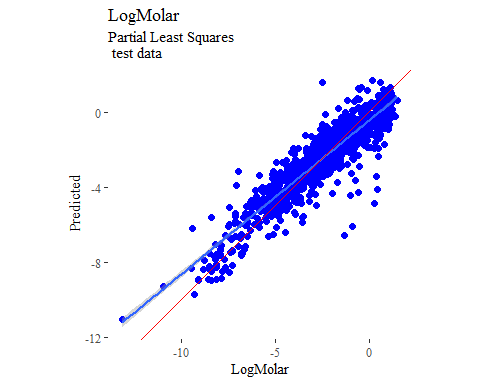 LogMolar
Partial Least Squares
test data
0
-4
-8
-12
Predicted
-10
-5
0
LogMolar